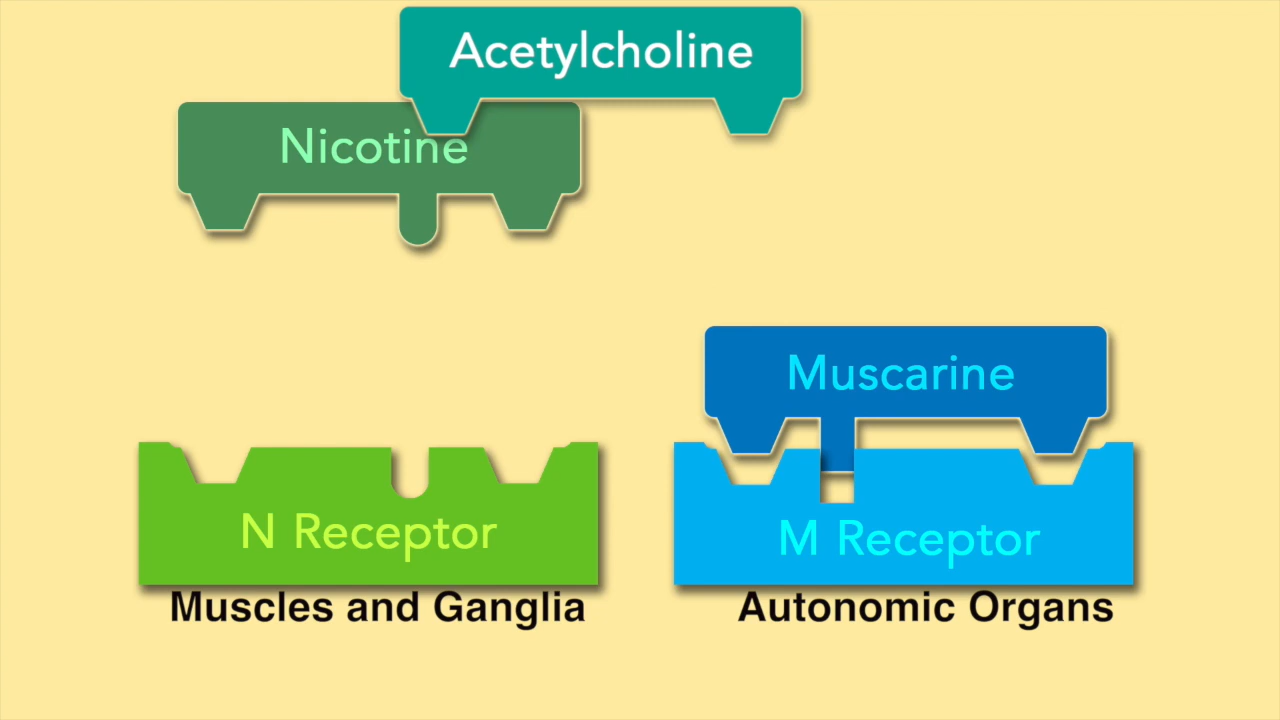 Acetylcholine
Nicotine
Muscarine
N Receptor
M Receptor
Muscles and Ganglia
Autonomic Organs